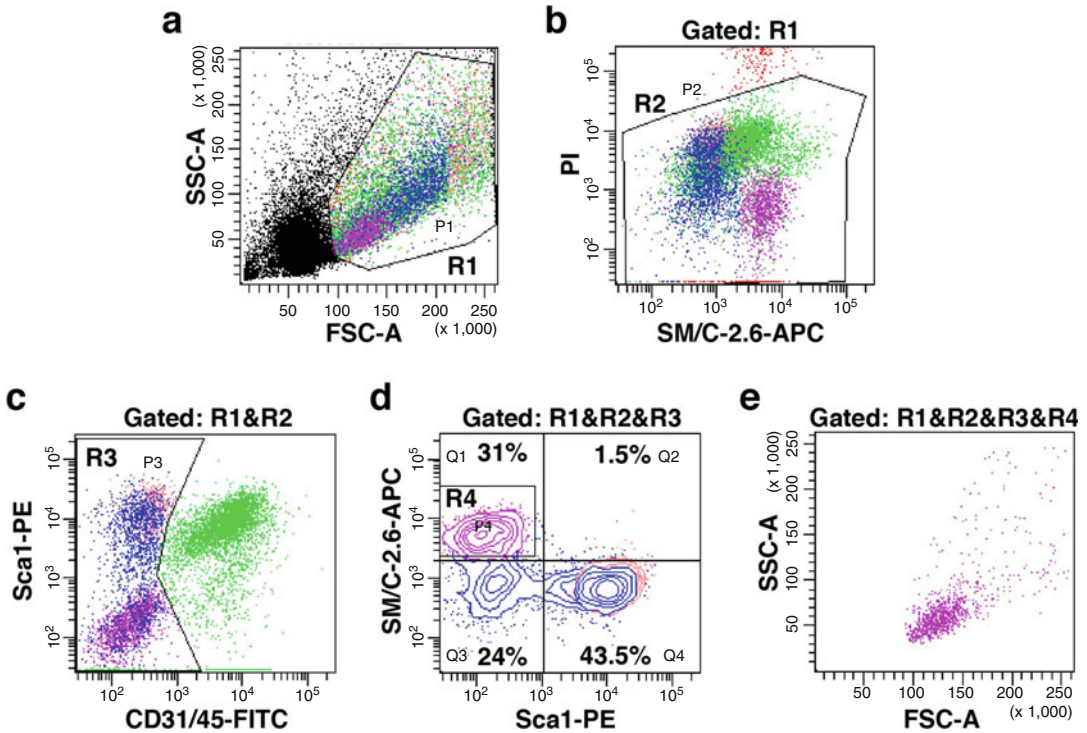 a
(x 1,000)
250
200
150
100
50
SSC-A
P1
R1
50 100 150 200 250
FSC-A (x 1,000)
b
Gated: R1
R2
P2
PI
10^5
10^4
10^3
10^2
10^2 10^3 10^4 10^5
SM/C-2.6-APC
c
Gated: R1&R2
R3
P3
Sca1-PE
10^5
10^4
10^3
10^2
10^2 10^3 10^4 10^5
CD31/45-FITC
d
Gated: R1&R2&R3
Q1 31%
1.5% Q2
R4
P4
SM/C-2.6-APC
10^5
10^4
10^3
10^2
Q3 24%
43.5% Q4
10^2 10^3 10^4 10^5
Sca1-PE
e
Gated: R1&R2&R3&R4
(x 1,000)
250
200
150
100
50
SSC-A
50 100 150 200 250
FSC-A (x 1,000)